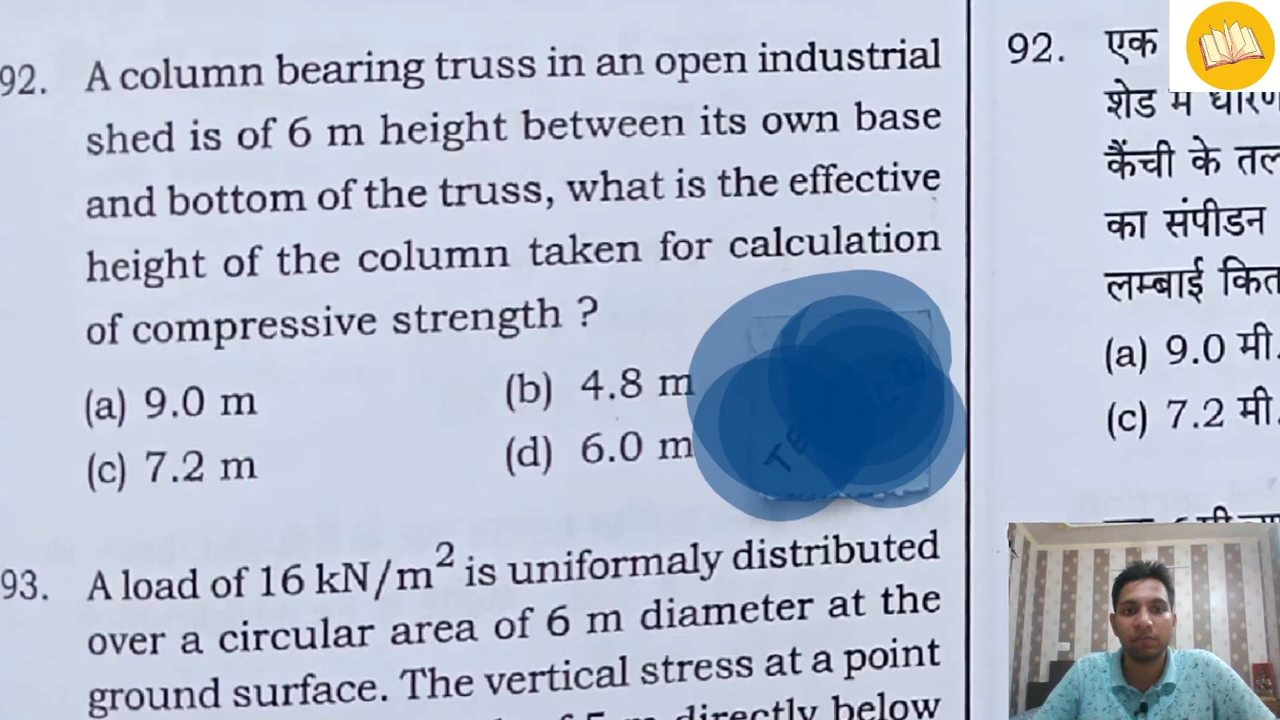 92. A column bearing truss in an open industrial
shed is of 6 m height between its own base
and bottom of the truss, what is the effective
height of the column taken for calculation
of compressive strength ?
(a) 9.0 m (b) 4.8 m
(c) 7.2 m (d) 6.0 m
93. A load of 16 kN/m² is uniformaly distributed
over a circular area of 6 m diameter at the
ground surface. The vertical stress at a point
directly below
92. एक
शेड में
कैंची के
का संपीडन
लम्बाई
(a) 9.0 मी.
(c) 7.2 मी.